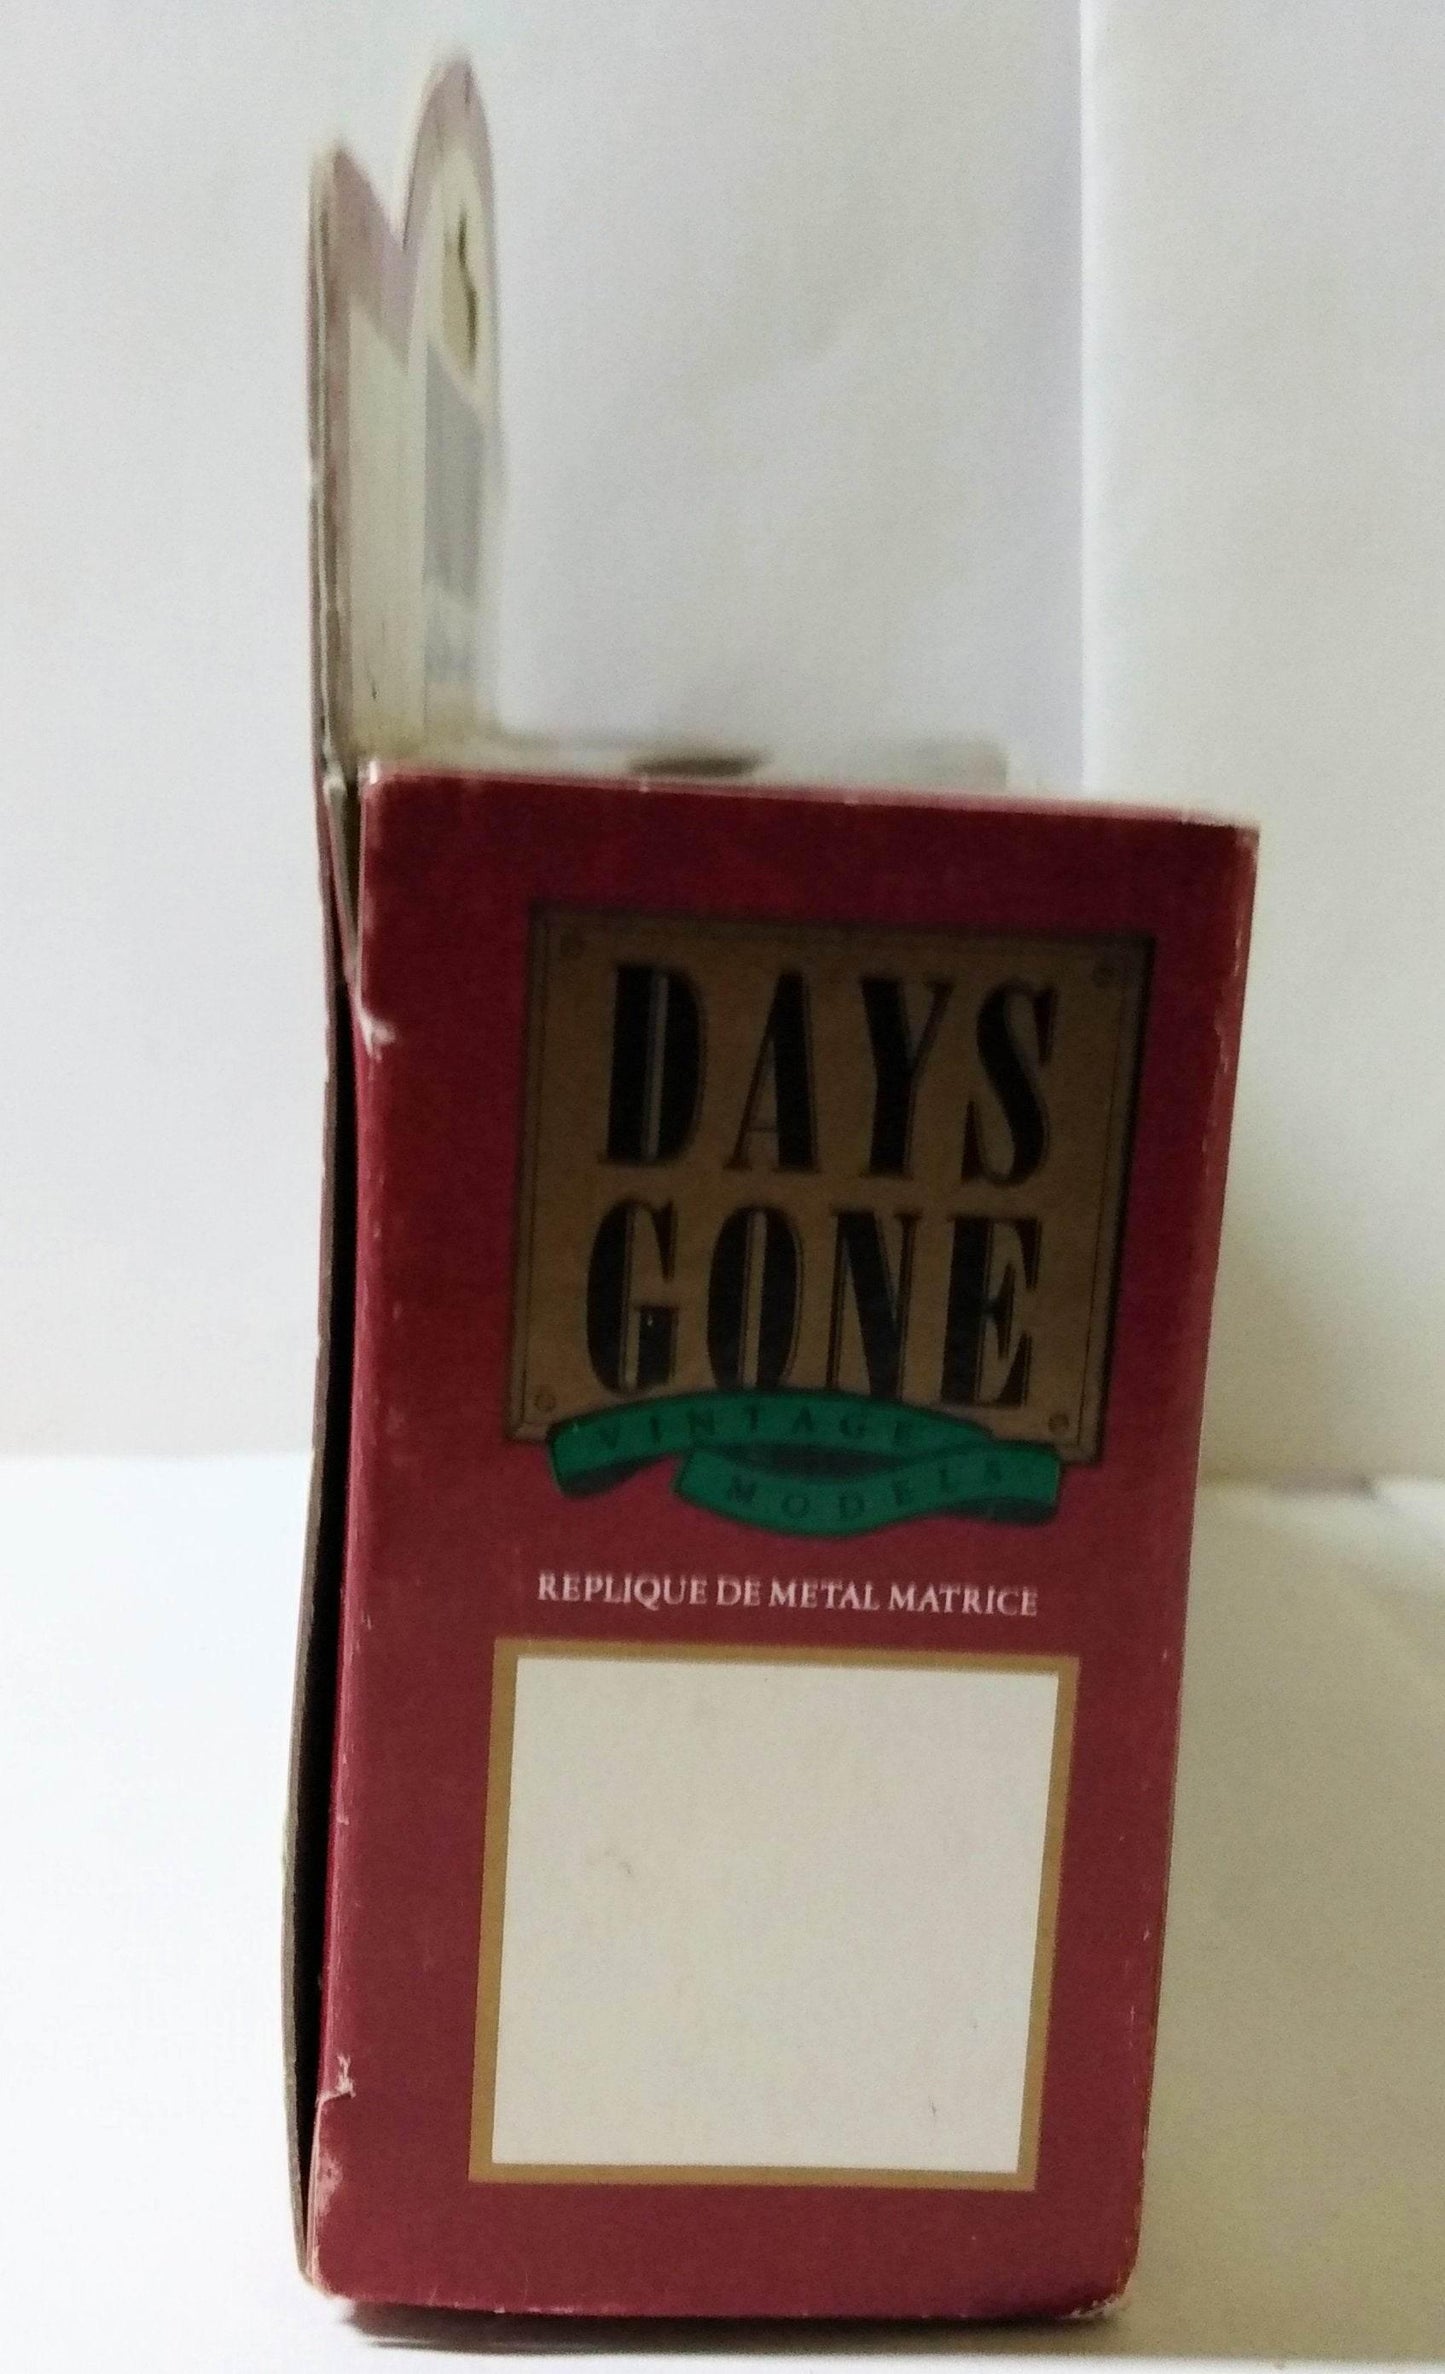 DAYS
GONE
VINTAGE
MODELS
REPLIQUE DE METAL MATRICE